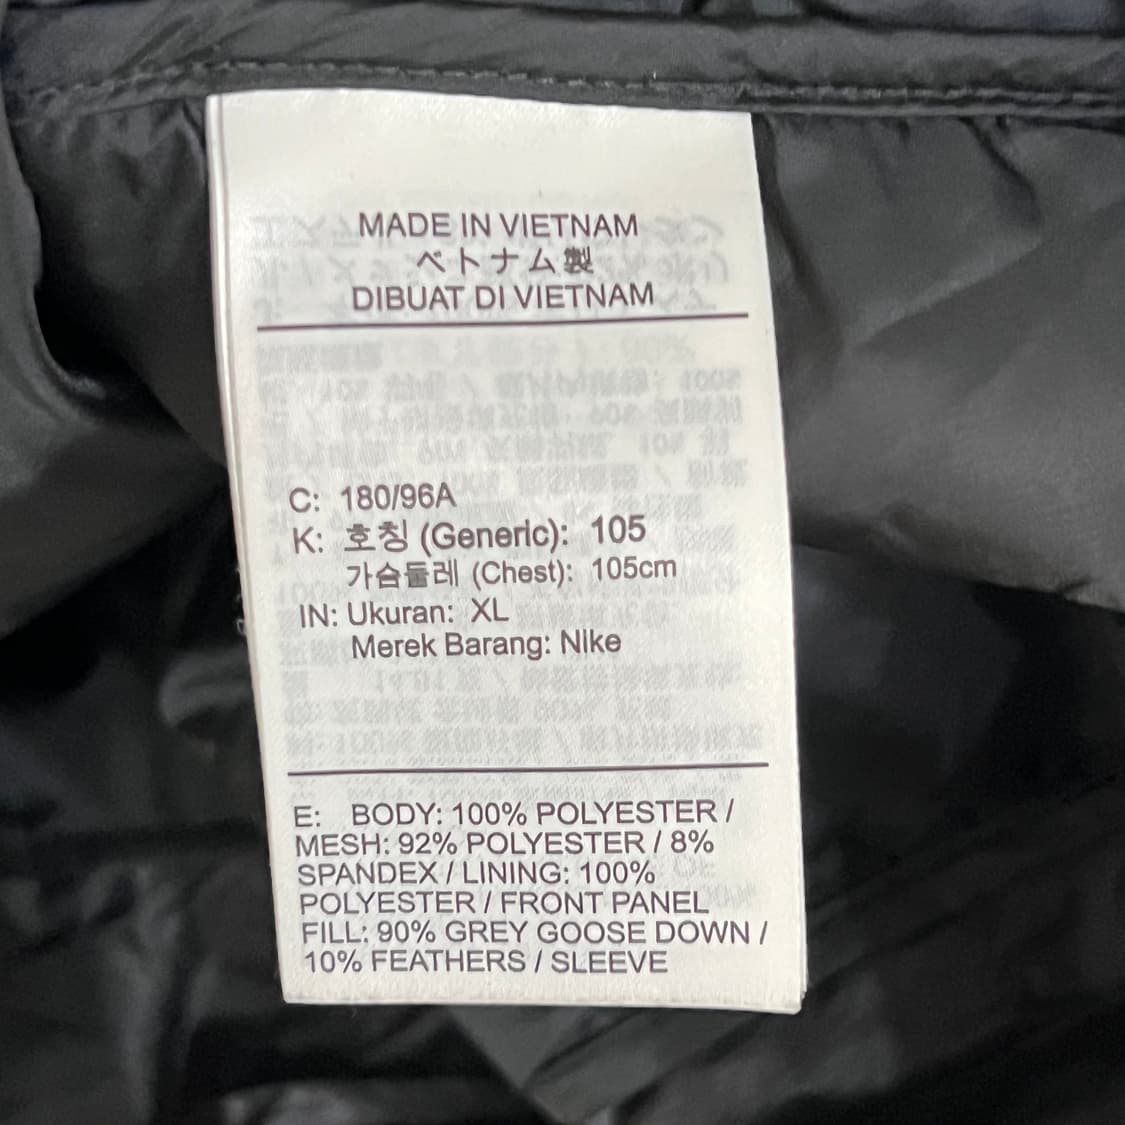 MADE IN VIETNAM
ベトナム製
DIBUAT DI VIETNAM
C: 180/96A
K: 호칭 (Generic): 105
가슴둘레 (Chest): 105cm
IN: Ukuran: XL
Merek Barang: Nike
E: BODY: 100% POLYESTER /
MESH: 92% POLYESTER / 8%
SPANDEX / LINING: 100%
POLYESTER / FRONT PANEL
FILL: 90% GREY GOOSE DOWN /
10% FEATHERS / SLEEVE